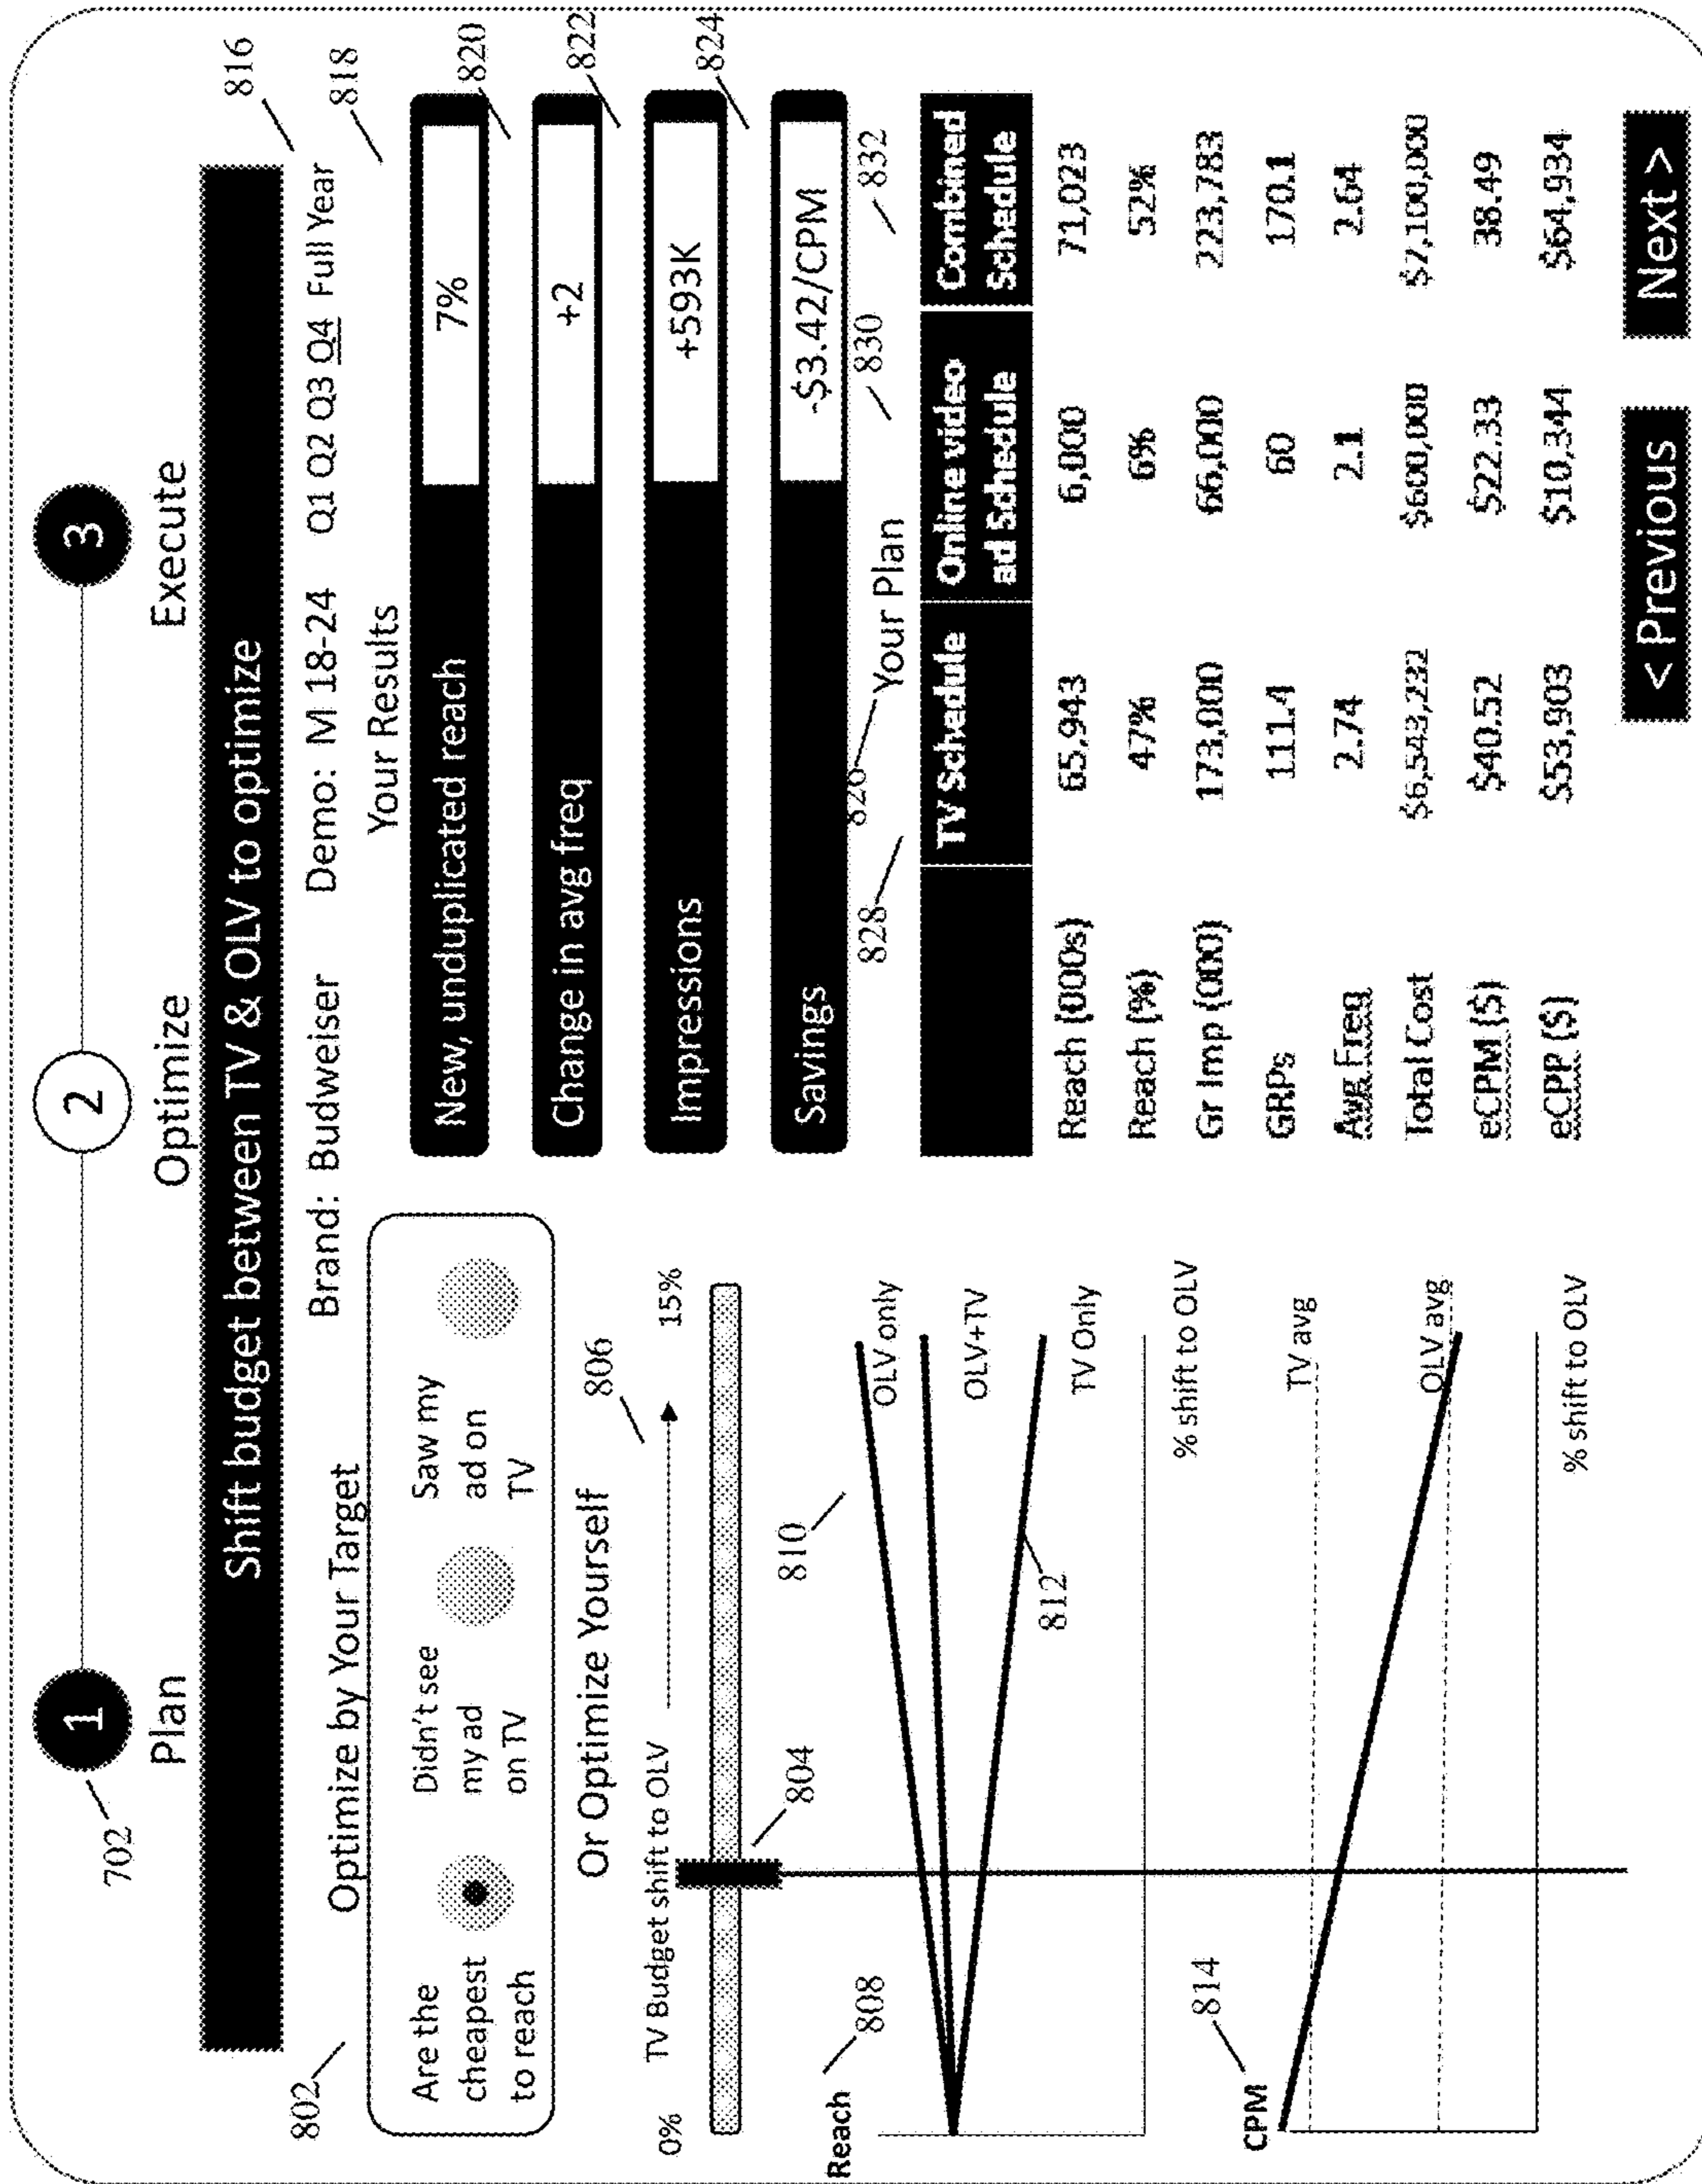 702
1
2
3
Plan
Optimize
Execute
Shift budget between TV & OLV to optimize
816
802
Optimize by Your Target
Brand: Budweiser
Demo: M 18-24
Q1 Q2 Q3 Q4 Full Year
818
Are the
cheapest
to reach
Didn't see
my ad
on TV
Saw my
ad on
TV
Or Optimize Yourself
806
0%
TV Budget shift to OLV
15%
804
Reach
808
810
812
OLV only
OLV+TV
TV Only
% shift to OLV
CPM
814
TV avg
OLV avg
% shift to OLV
Your Results
New, unduplicated reach 7%
820
Change in avg freq +2
822
Impressions +593K
824
Savings -$3.42/CPM
828
826
Your Plan
830
832
TV Schedule
Online video
ad Schedule
Combined
Schedule
Reach (000s) 65,943 6,000 71,023
Reach (%) 47% 6% 52%
Gr Imp (000) 173,000 66,000 223,783
GRPs 111.4 60 170.1
Avg Freq 2.74 2.1 2.64
Total Cost $6,543,232 $600,000 $7,100,000
eCPM ($) $40.52 $22.33 38.49
eCPP ($) $53,903 $10,344 $64,934
< Previous
Next >